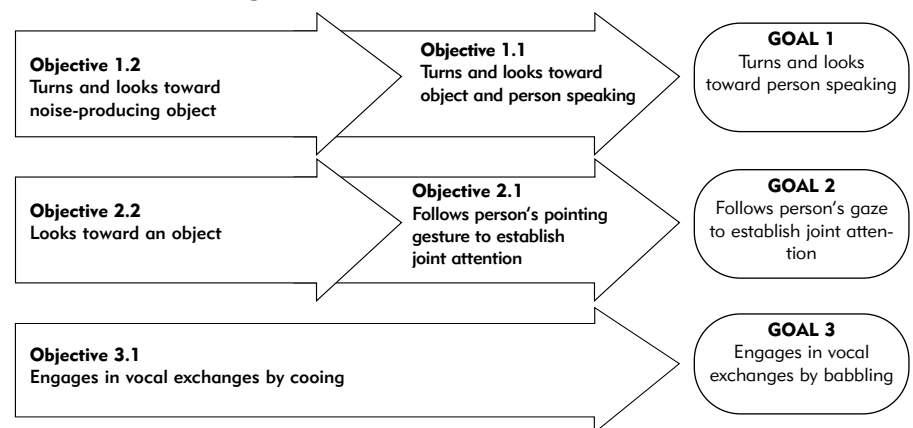 Objective 1.2
Turns and looks toward
noise-producing object
Objective 1.1
Turns and looks toward
object and person speaking
GOAL 1
Turns and looks
toward person speaking
Objective 2.2
Looks toward an object
Objective 2.1
Follows person's pointing
gesture to establish
joint attention
GOAL 2
Follows person's gaze
to establish joint atten-
tion
Objective 3.1
Engages in vocal exchanges by cooing
GOAL 3
Engages in vocal
exchanges by babbling